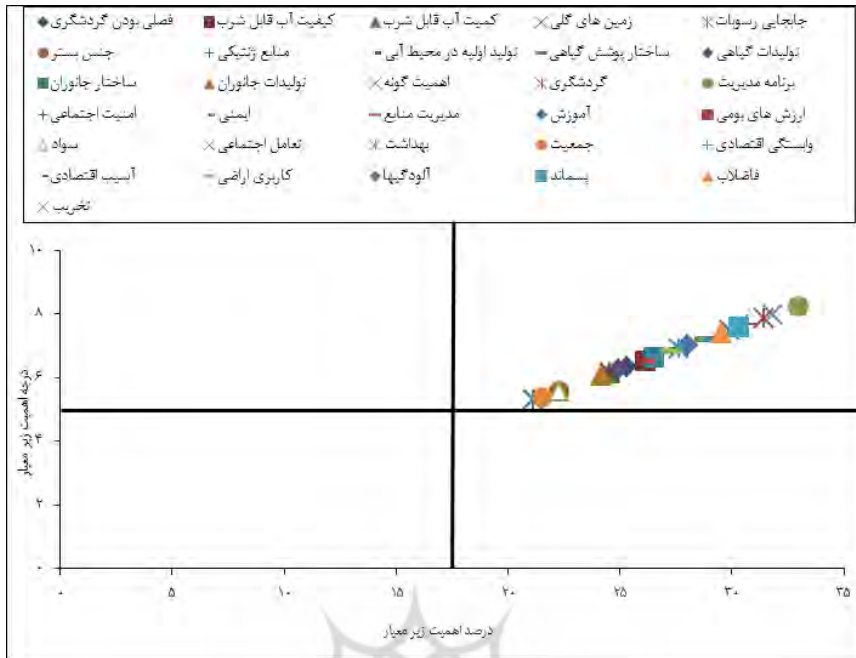 فصلی بودن گردشگری کیفیت آب قابل شرب کمیت آب قابل شرب زمین های گلی جابجایی رسوبات
جنس بستر منابع ژنتیکی تولید اولیه در محیط آبی ساختار پوشش گیاهی تولیدات گیاهی
ساختار جانوران تولیدات جانوران اهمیت گونه گردشگری برنامه مدیریت
امنیت اجتماعی ایمنی مدیریت منابع آموزش ارزش های بومی
سواد تعامل اجتماعی بهداشت جمعیت وابستگی اقتصادی
آسیب اقتصادی کاربری اراضی آلودگیها پسماند فاضلاب
تخریب
۱۰
۸
۶
۴
۲
۰
درجه اهمیت زیر معیار
۰ ۵ ۱۰ ۱۵ ۲۰ ۲۵ ۳۰ ۳۵
درصد اهمیت زیر معیار